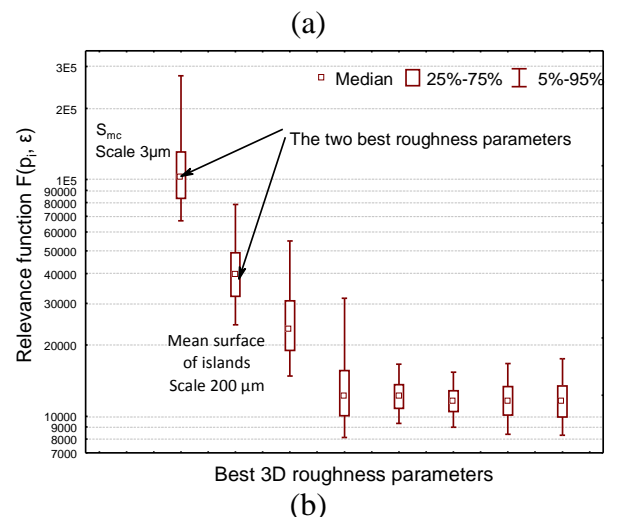 (a)
3E5
2E5
1E5
90000
80000
70000
60000
50000
40000
30000
20000
10000
9000
8000
7000
Relevance function F(pᵢ, ε)
Median 25%-75% 5%-95%
Smc
Scale 3µm
The two best roughness parameters
Mean surface
of islands
Scale 200 µm
Best 3D roughness parameters
(b)